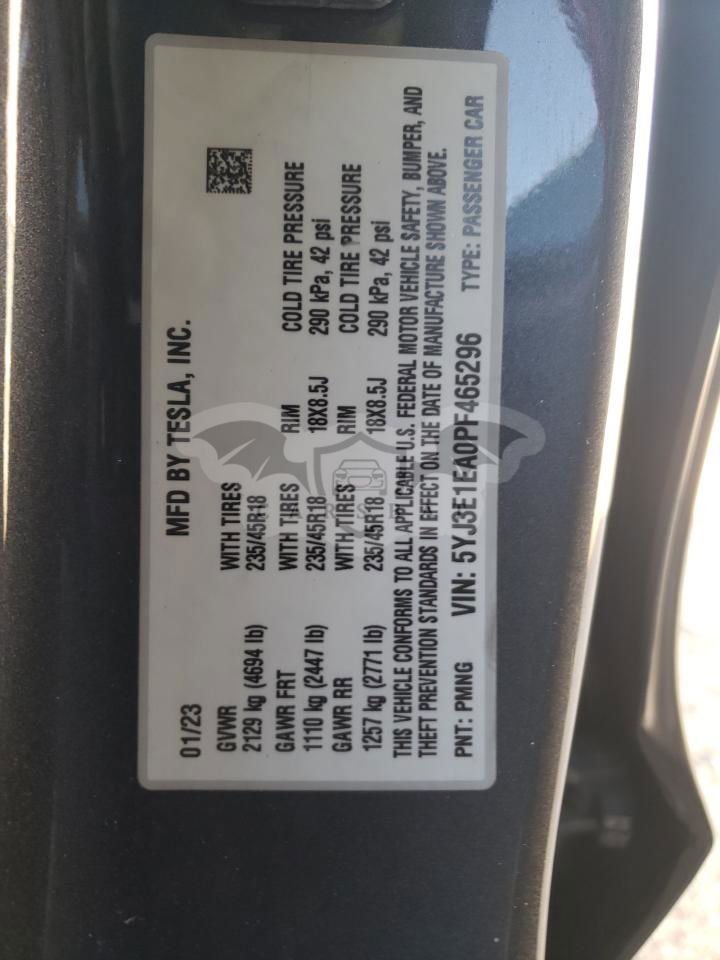 01/23 MFD BY TESLA, INC.
GVWR WITH TIRES
2129 kg (4694 lb) 235/45R18
GAWR FRT WITH TIRES RIM COLD TIRE PRESSURE
1110 kg (2447 lb) 235/45R18 18X8.5J 290 kPa, 42 psi
GAWR RR WITH TIRES RIM COLD TIRE PRESSURE
1257 kg (2771 lb) 235/45R18 18X8.5J 290 kPa, 42 psi
THIS VEHICLE CONFORMS TO ALL APPLICABLE U.S. FEDERAL MOTOR VEHICLE SAFETY, BUMPER, AND
THEFT PREVENTION STANDARDS IN EFFECT ON THE DATE OF MANUFACTURE SHOWN ABOVE.
PNT: PMNG VIN: 5YJ3E1EA0PF465296 TYPE: PASSENGER CAR